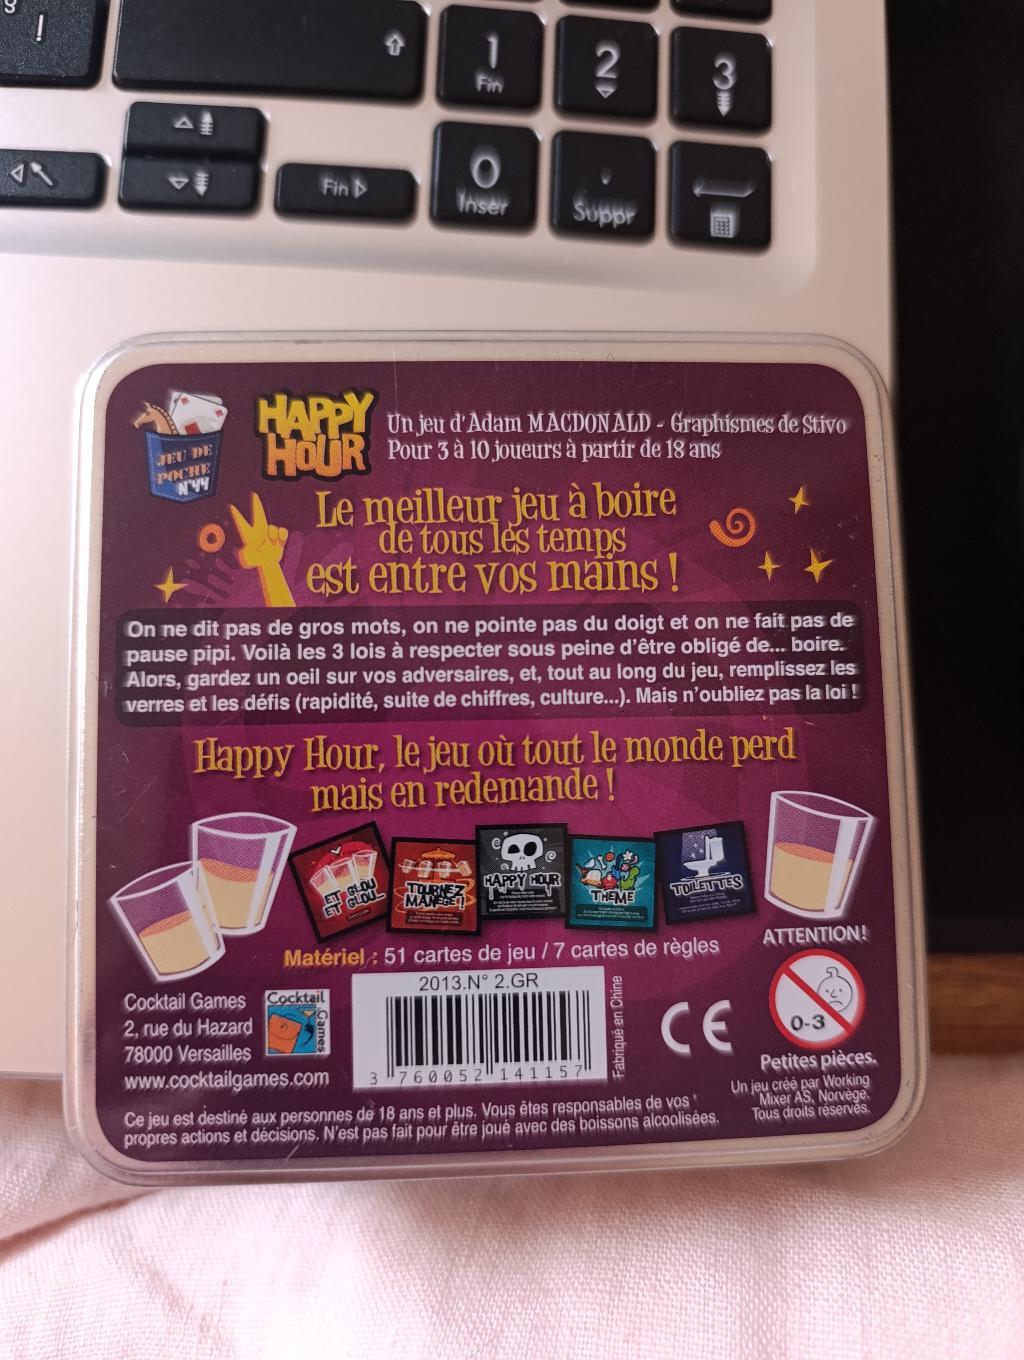 1
Fin
2
3
Fin
0
Inser
.
Suppr
JEU DE
POCHE
N°44
HAPPY
HOUR
Un jeu d'Adam MACDONALD - Graphismes de Stivo
Pour 3 à 10 joueurs à partir de 18 ans
Le meilleur jeu à boire
de tous les temps
est entre vos mains !
On ne dit pas de gros mots, on ne pointe pas du doigt et on ne fait pas de
pause pipi. Voilà les 3 lois à respecter sous peine d'être obligé de... boire.
Alors, gardez un oeil sur vos adversaires, et, tout au long du jeu, remplissez les
verres et les défis (rapidité, suite de chiffres, culture...). Mais n'oubliez pas la loi !
Happy Hour, le jeu où tout le monde perd
mais en redemande !
ET GLOU
ET GLOU...
TOURNEZ
MANÈGE !
HAPPY HOUR
THÈME
TOILETTES
Matériel : 51 cartes de jeu / 7 cartes de règles
ATTENTION!
0-3
Petites pièces.
Cocktail Games
2, rue du Hazard
78000 Versailles
www.cocktailgames.com
Cocktail
Games
2013.N° 2.GR
3 760052 141157
Fabriqué en Chine
CE
Un jeu créé par Working
Mixer AS, Norvège.
Tous droits réservés.
Ce jeu est destiné aux personnes de 18 ans et plus. Vous êtes responsables de vos
propres actions et décisions. N'est pas fait pour être joué avec des boissons alcoolisées.